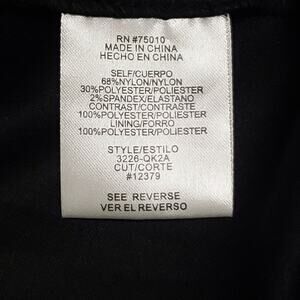 RN #75010
MADE IN CHINA
HECHO EN CHINA
SELF/CUERPO
68%NYLON/NYLON
30%POLYESTER/POLIESTER
2%SPANDEX/ELASTANO
CONTRAST/CONTRASTE
100%POLYESTER/POLIESTER
LINING/FORRO
100%POLYESTER/POLIESTER
STYLE/ESTILO
3226-QK2A
CUT/CORTE
#12379
SEE REVERSE
VER EL REVERSO